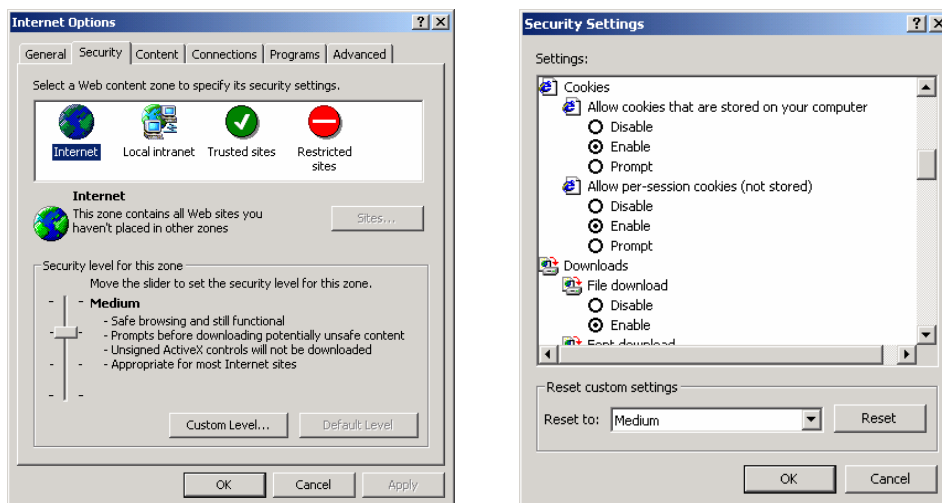 Internet Options
General Security Content Connections Programs Advanced
Select a Web content zone to specify its security settings.
Internet Local intranet Trusted sites Restricted
sites
Internet
This zone contains all Web sites you
haven't placed in other zones
Sites...
Security level for this zone
Move the slider to set the security level for this zone.
Medium
- Safe browsing and still functional
- Prompts before downloading potentially unsafe content
- Unsigned ActiveX controls will not be downloaded
- Appropriate for most Internet sites
Custom Level... Default Level
OK Cancel Apply
Security Settings
Settings:
Cookies
Allow cookies that are stored on your computer
Disable
Enable
Prompt
Allow per-session cookies (not stored)
Disable
Enable
Prompt
Downloads
File download
Disable
Enable
Font download
Reset custom settings
Reset to: Medium Reset
OK Cancel